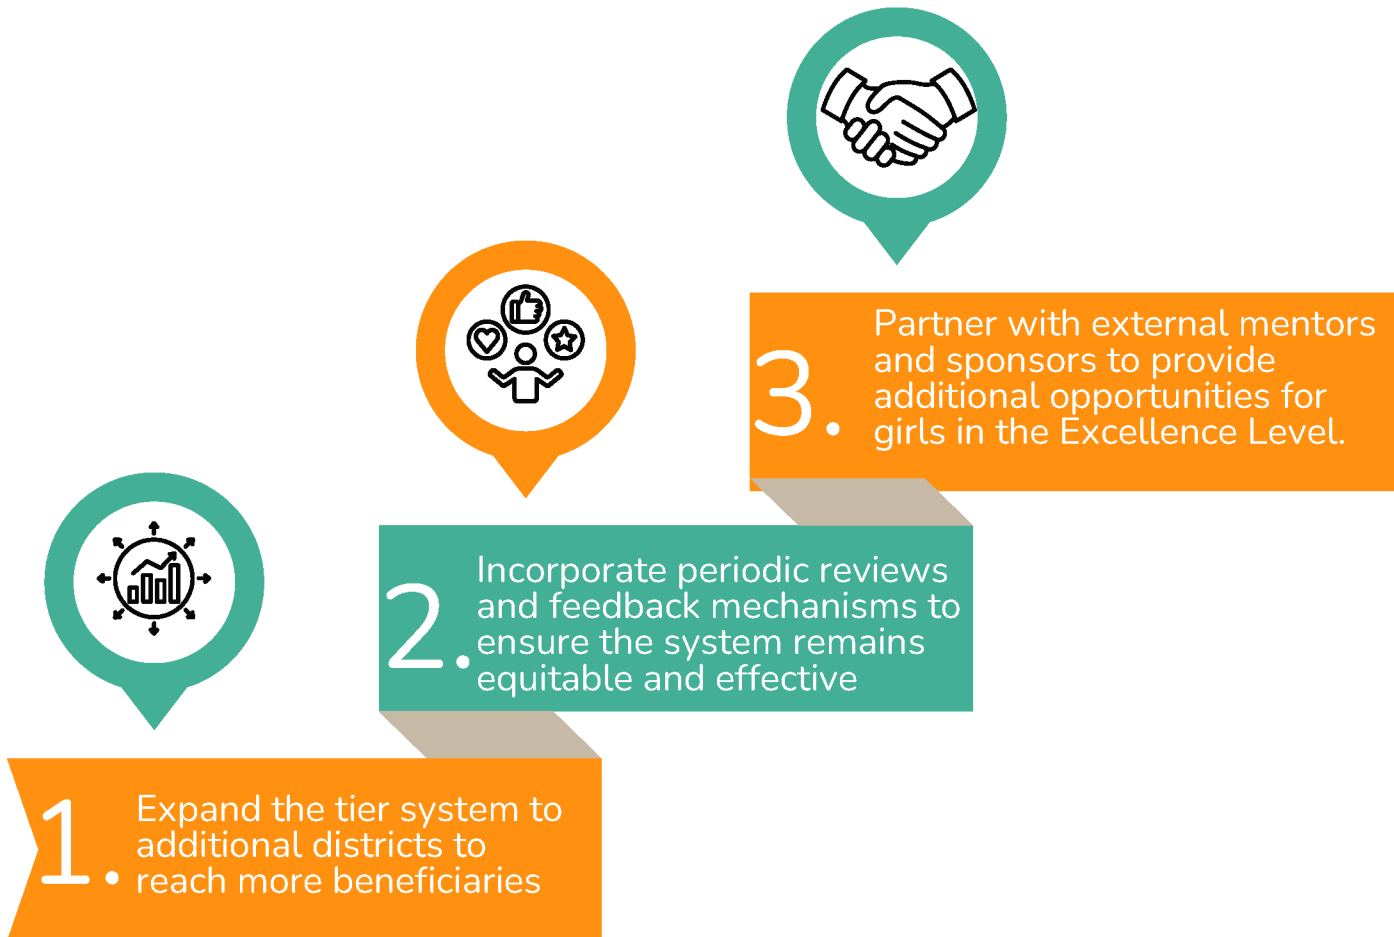 3.
Partner with external mentors
and sponsors to provide
additional opportunities for
girls in the Excellence Level.
2.
Incorporate periodic reviews
and feedback mechanisms to
ensure the system remains
equitable and effective
1.
Expand the tier system to
additional districts to
reach more beneficiaries